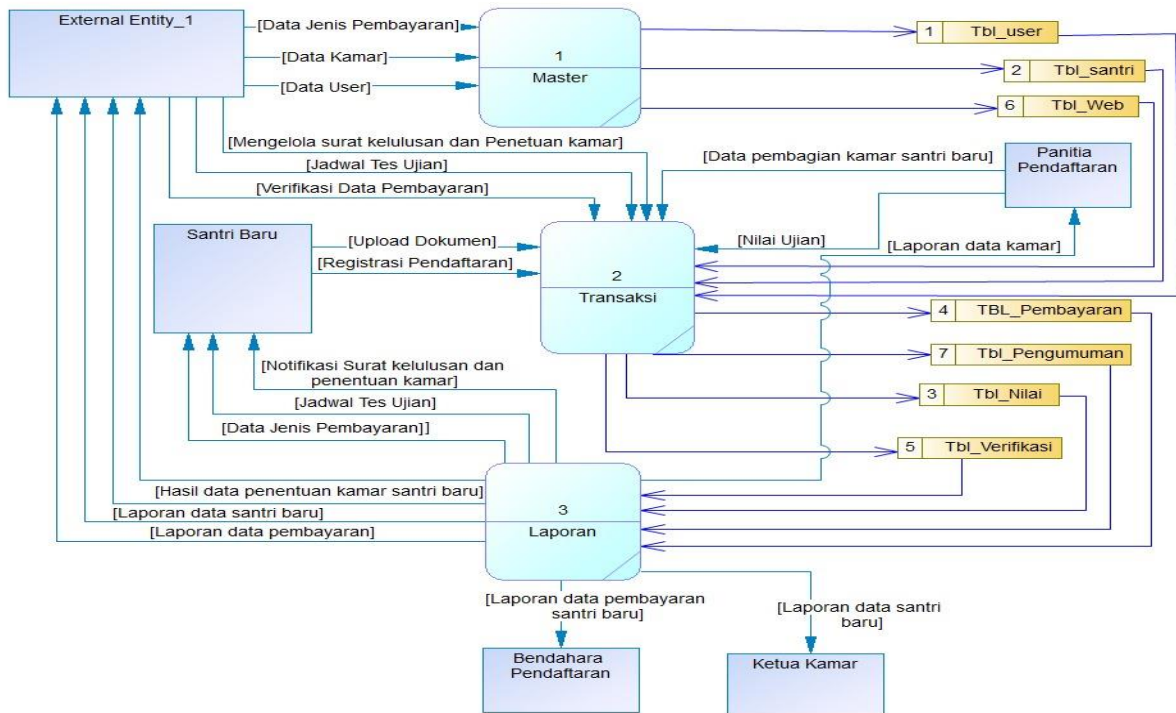 External Entity_1
[Data Jenis Pembayaran]
[Data Kamar]
[Data User]
1
Master
1 Tbl_user
2 Tbl_santri
6 Tbl_Web
[Mengelola surat kelulusan dan Penetuan kamar]
[Jadwal Tes Ujian]
[Verifikasi Data Pembayaran]
[Data pembagian kamar santri baru]
Panitia
Pendaftaran
Santri Baru
[Upload Dokumen]
[Registrasi Pendaftaran]
2
Transaksi
[Nilai Ujian]
[Laporan data kamar]
4 TBL_Pembayaran
7 Tbl_Pengumuman
3 Tbl_Nilai
5 Tbl_Verifikasi
[Notifikasi Surat kelulusan dan
penentuan kamar]
[Jadwal Tes Ujian]
[Data Jenis Pembayaran]]
[Hasil data penentuan kamar santri baru]
[Laporan data santri baru]
[Laporan data pembayaran]
3
Laporan
[Laporan data pembayaran
santri baru]
[Laporan data santri
baru]
Bendahara
Pendaftaran
Ketua Kamar